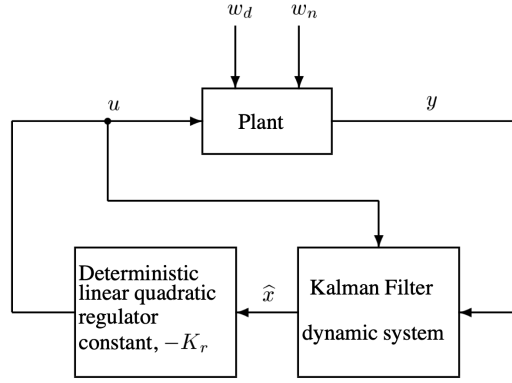 w_d w_n
u
Plant
y
Deterministic
linear quadratic
regulator
constant, −K_r
x̂
Kalman Filter
dynamic system